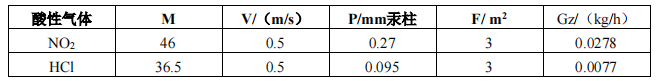 酸性气体 M V/（m/s） P/mm汞柱 F/ m² Gz/（kg/h）
NO₂ 46 0.5 0.27 3 0.0278
HCl 36.5 0.5 0.095 3 0.0077